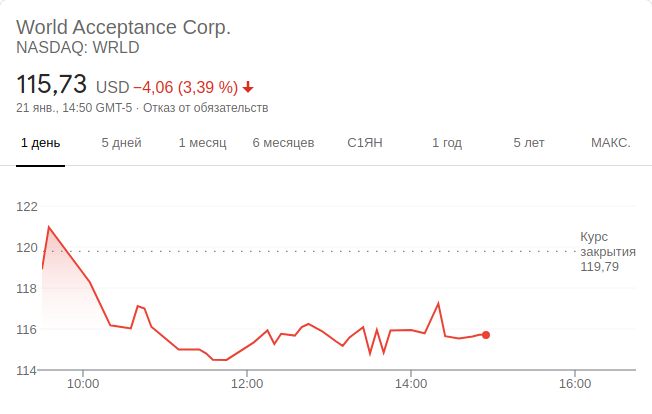 World Acceptance Corp.
NASDAQ: WRLD
115,73 USD −4,06 (3,39 %)
21 янв., 14:50 GMT-5 · Отказ от обязательств
1 день 5 дней 1 месяц 6 месяцев С1ЯН 1 год 5 лет МАКС.
122
120
118
116
114
Курс
закрытия
119,79
10:00 12:00 14:00 16:00